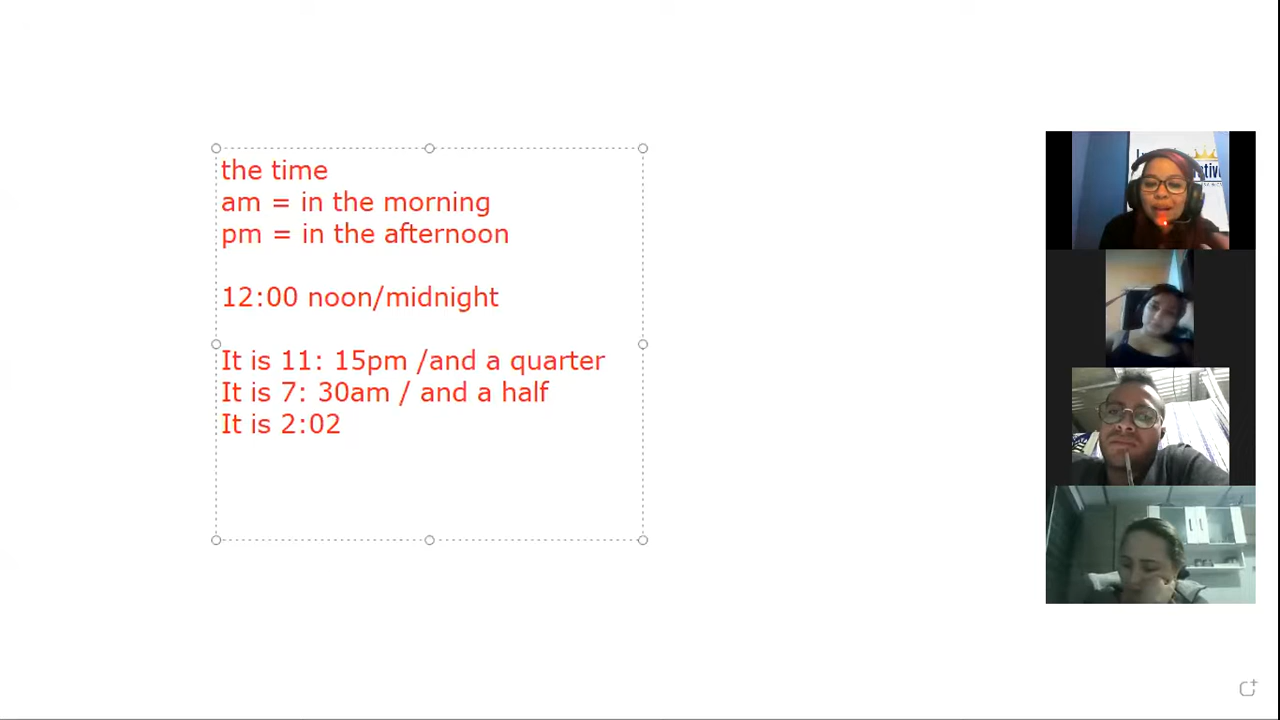 the time
am = in the morning
pm = in the afternoon
12:00 noon/midnight
It is 11: 15pm /and a quarter
It is 7: 30am / and a half
It is 2:02